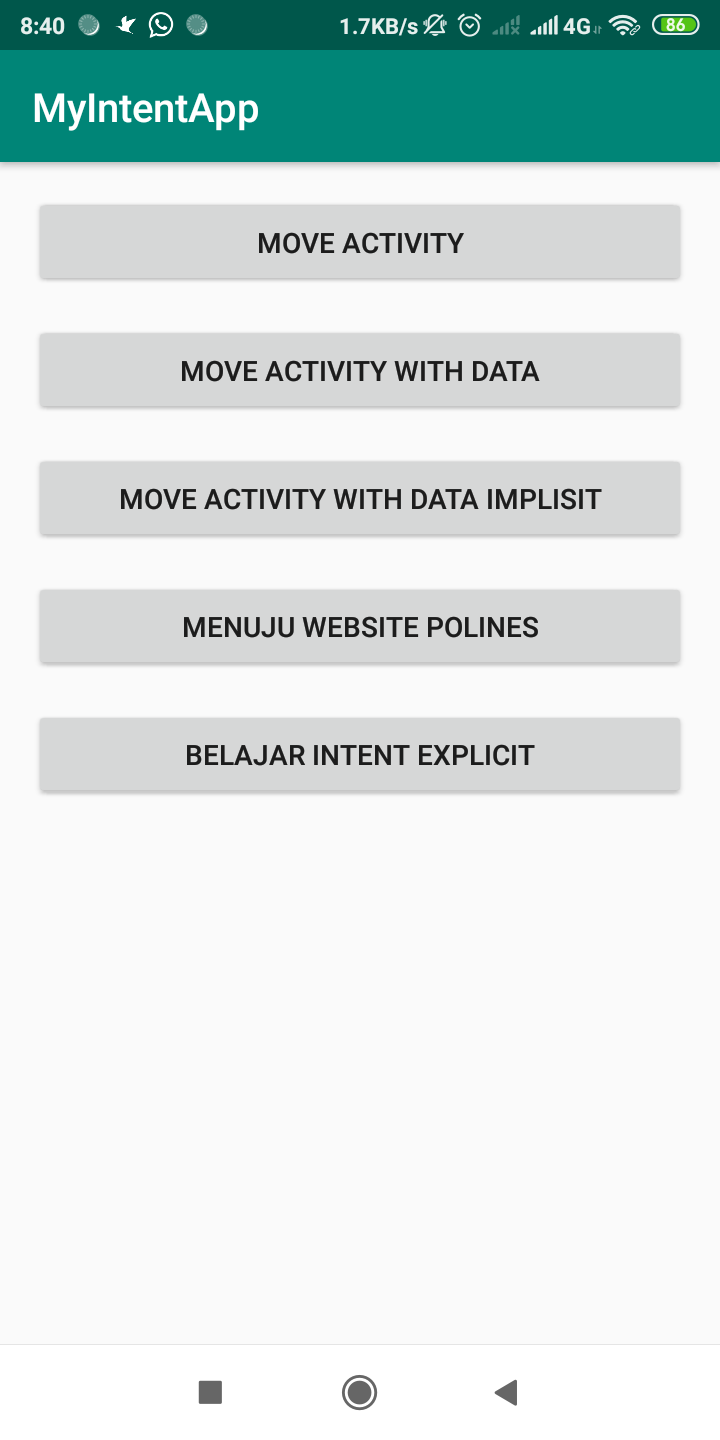 8:40 1.7KB/s 4G 86
MyIntentApp
MOVE ACTIVITY
MOVE ACTIVITY WITH DATA
MOVE ACTIVITY WITH DATA IMPLISIT
MENUJU WEBSITE POLINES
BELAJAR INTENT EXPLICIT